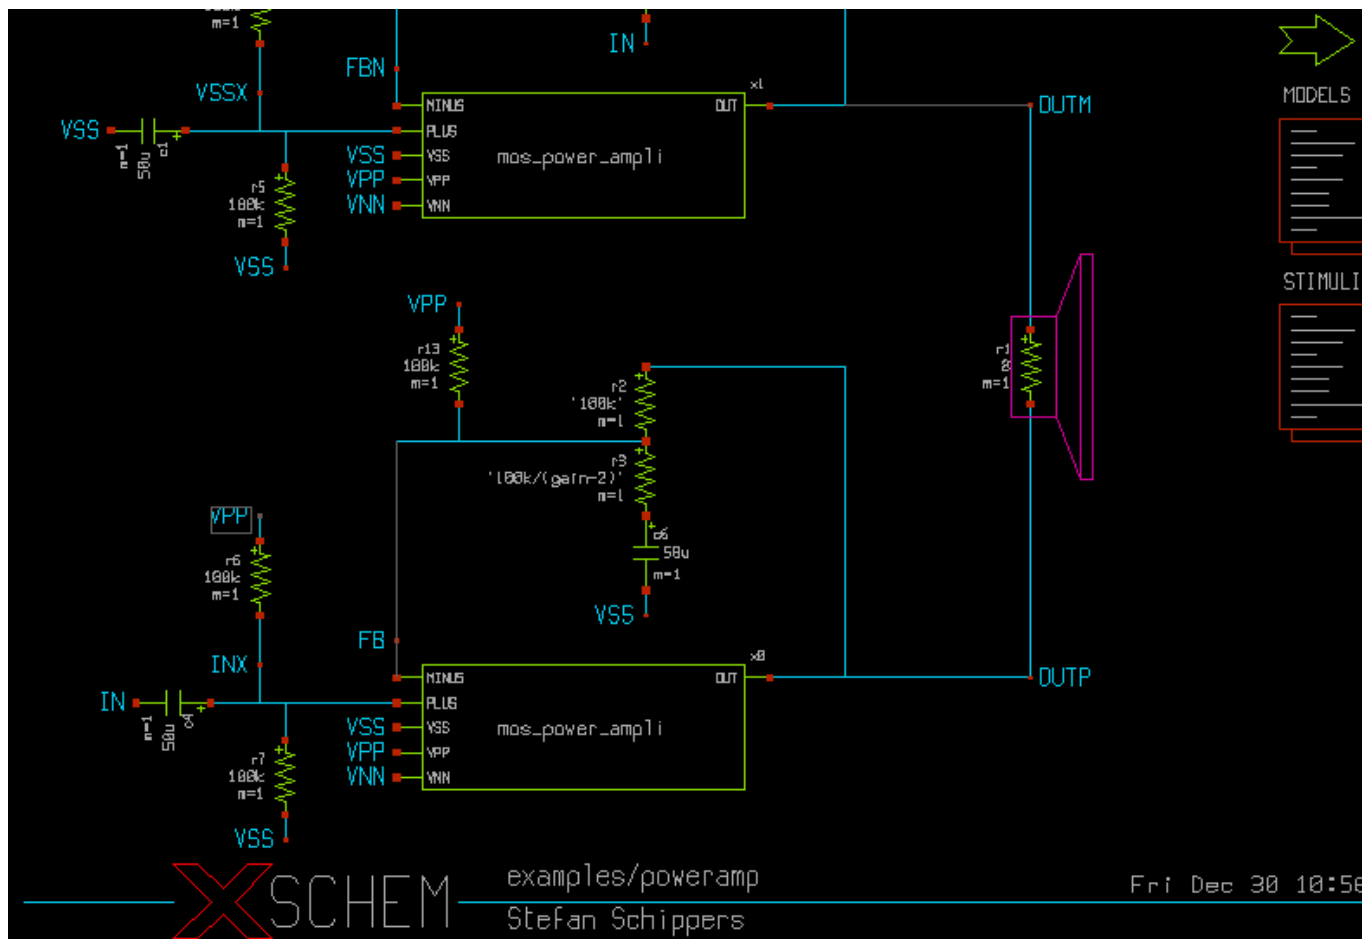 m=1
IN
FBN
VSSX
x1
MINUS
OUT
OUTM
MODELS
VSS
m=1
50u
c1
PLUS
VSS
VSS
mos_power_ampli
VPP
VPP
VNN
VNN
r5
100k
m=1
VSS
STIMULI
VPP
r13
100k
m=1
r1
8
m=1
r2
'100k'
m=1
r3
'100k/(gain-2)'
m=1
VPP
r6
100k
m=1
c6
50u
m=1
VSS
FB
INX
x0
MINUS
OUT
OUTP
IN
m=1
50u
c4
PLUS
VSS
VSS
mos_power_ampli
VPP
VPP
VNN
VNN
r7
100k
m=1
VSS
XSCHEM
examples/poweramp
Stefan Schippers
Fri Dec 30 10:56